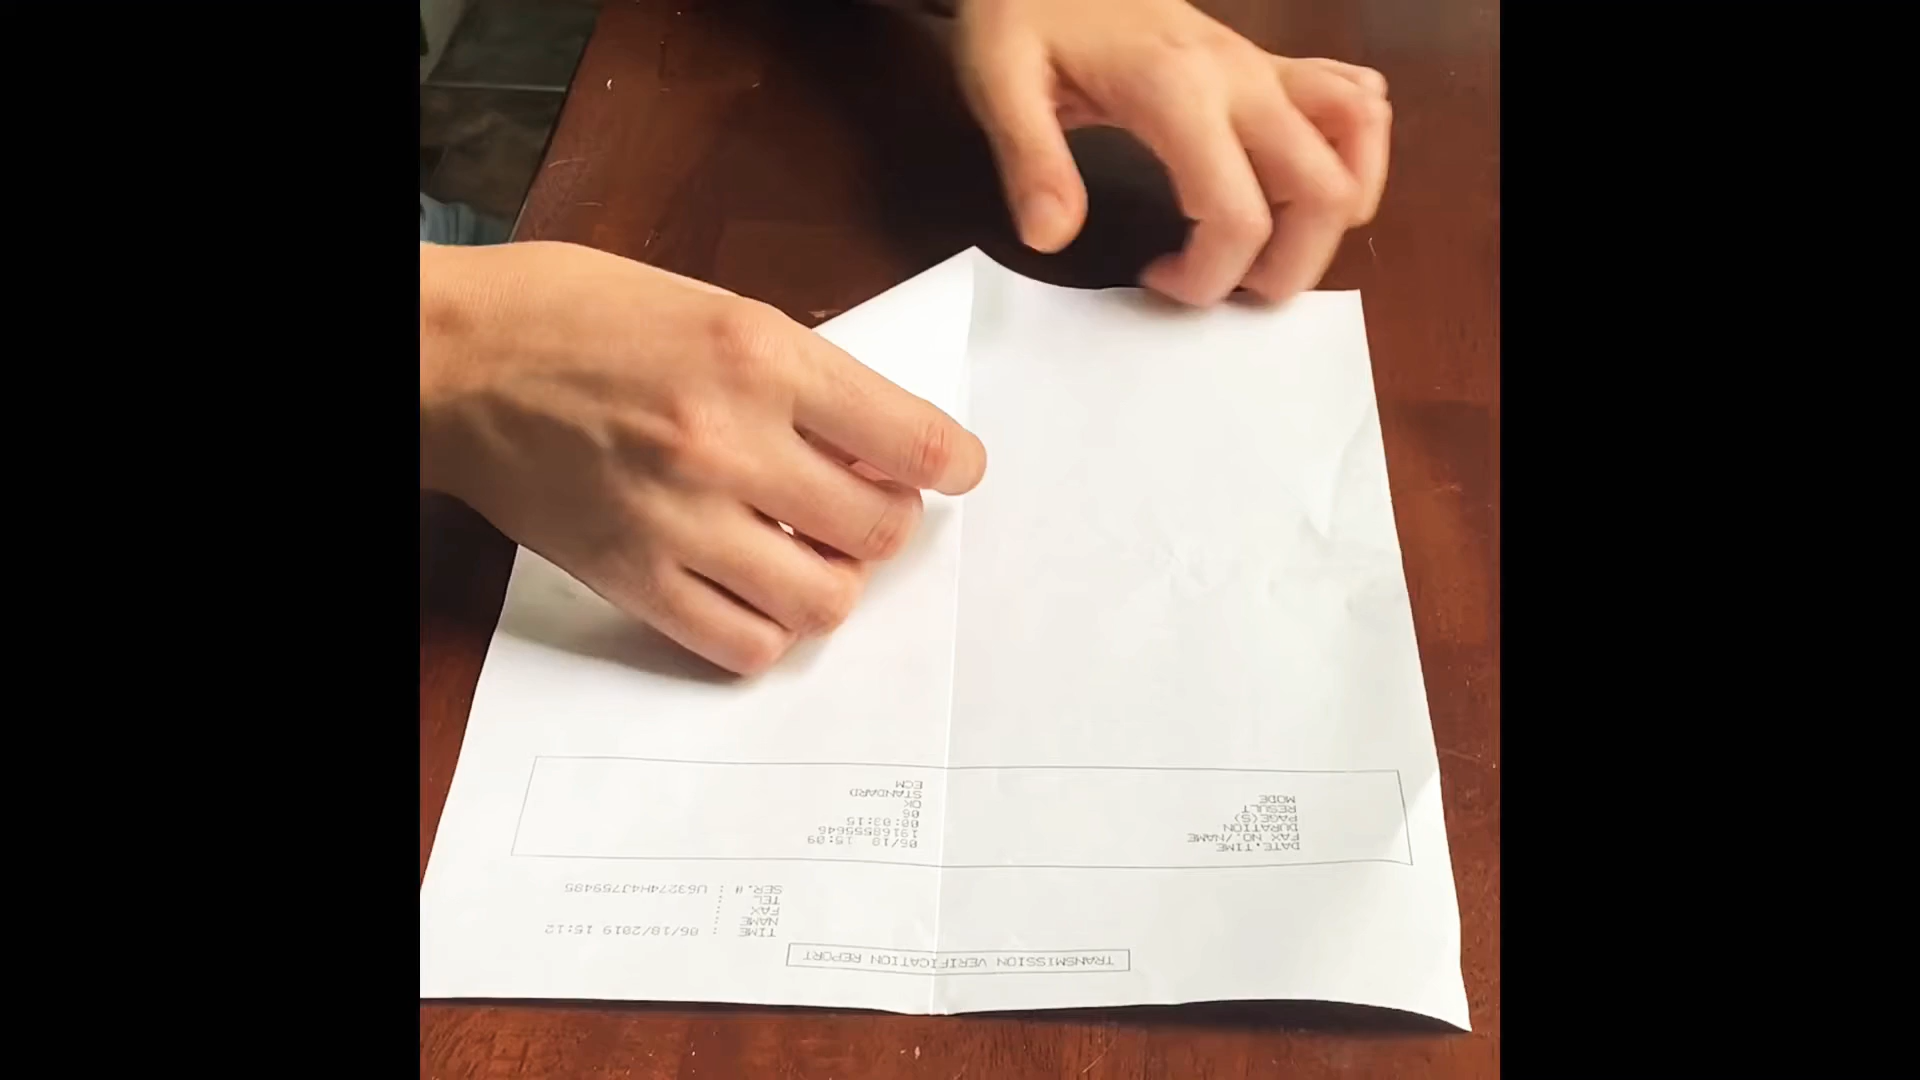 TRANSMISSION VERIFICATION REPORT
TIME : 06/18/2019 15:12
NAME :
FAX :
TEL :
SER.# : U63274H4J759485
DATE,TIME 06/18 15:09
FAX NO./NAME 19168555646
DURATION 00:03:15
PAGE(S) 06
RESULT OK
MODE STANDARD
ECM